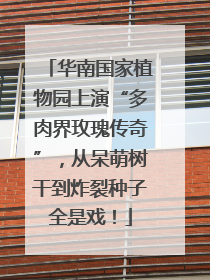 「华南国家植
物园上演“多
肉界玫瑰传奇
”，从呆萌树
干到炸裂种子
全是戏！」